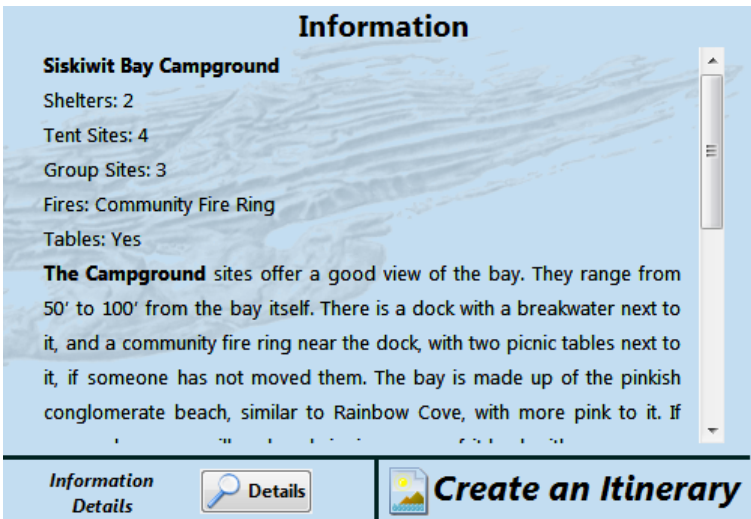 Information
Siskiwit Bay Campground
Shelters: 2
Tent Sites: 4
Group Sites: 3
Fires: Community Fire Ring
Tables: Yes
The Campground sites offer a good view of the bay. They range from
50' to 100' from the bay itself. There is a dock with a breakwater next to
it, and a community fire ring near the dock, with two picnic tables next to
it, if someone has not moved them. The bay is made up of the pinkish
conglomerate beach, similar to Rainbow Cove, with more pink to it. If
Information
Details
Details
Create an Itinerary